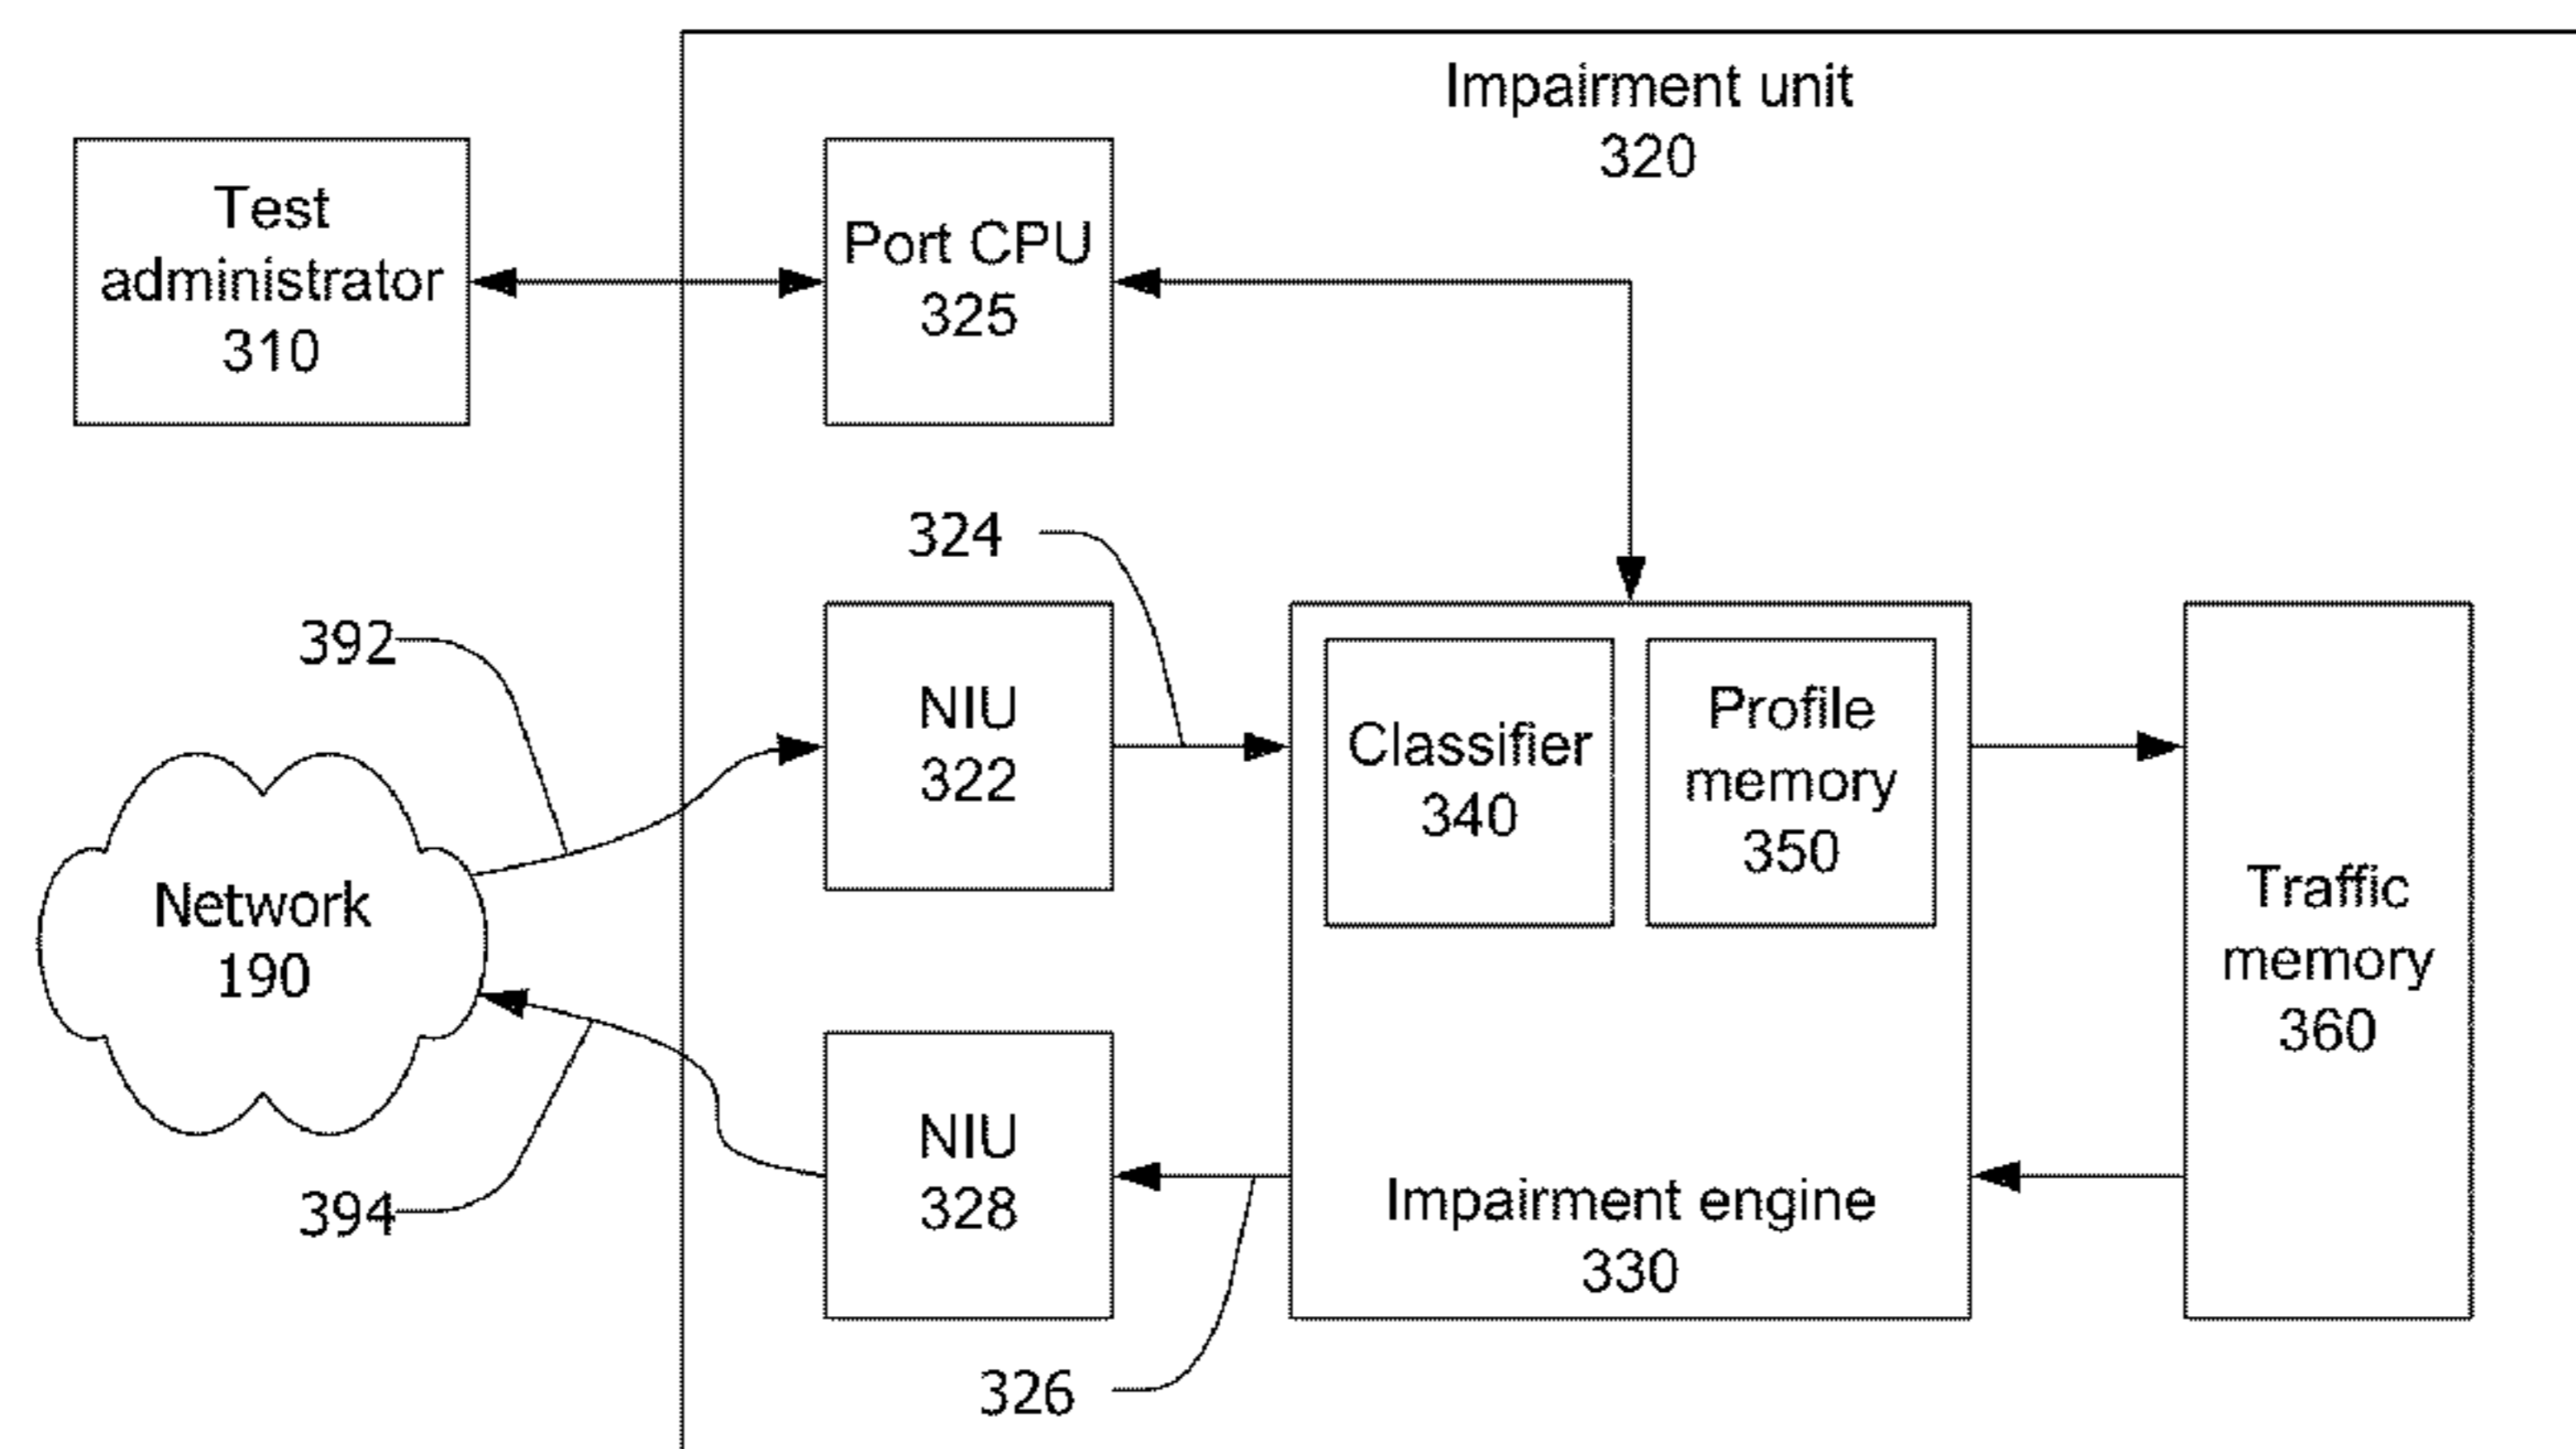 Impairment unit
320
Test
administrator
310
Port CPU
325
324
392
NIU
322
Classifier
340
Profile
memory
350
Traffic
memory
360
Network
190
NIU
328
394
Impairment engine
330
326